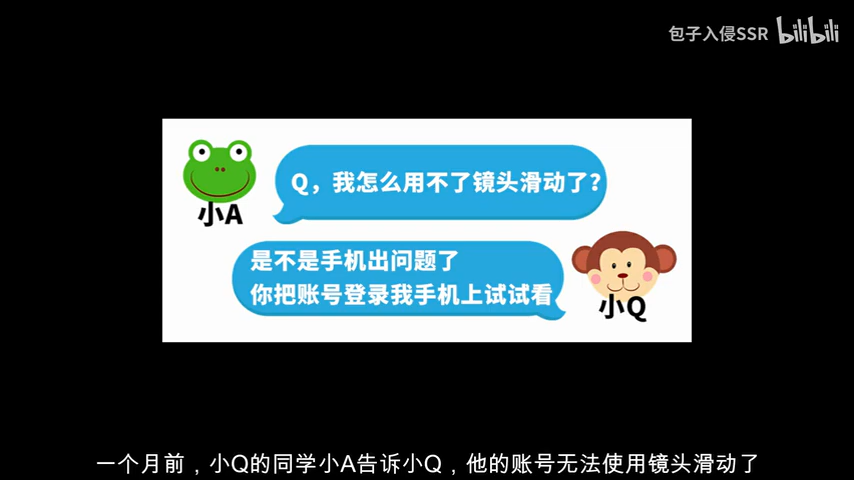 包子入侵SSR bilibili
Q，我怎么用不了镜头滑动了?
小A
是不是手机出问题了
你把账号登录我手机上试试看
小Q
一个月前，小Q的同学小A告诉小Q，他的账号无法使用镜头滑动了